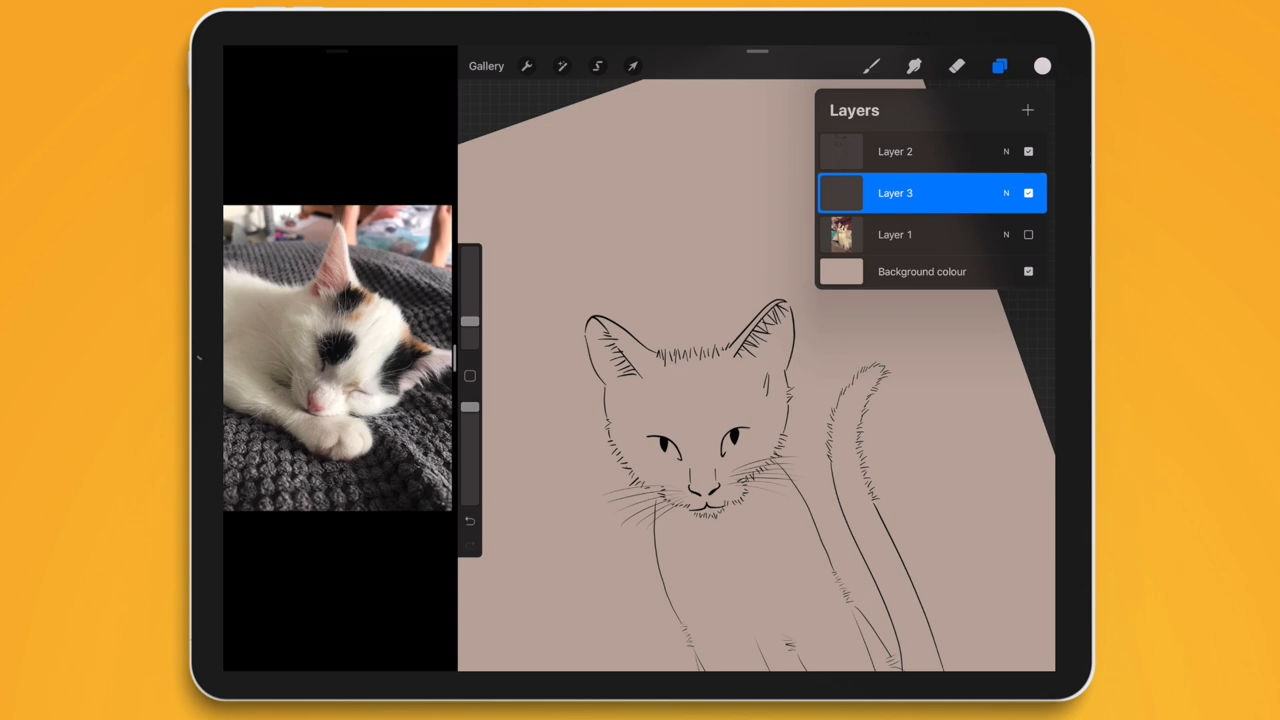 Gallery
Layers
Layer 2 N
Layer 3 N
Layer 1 N
Background colour